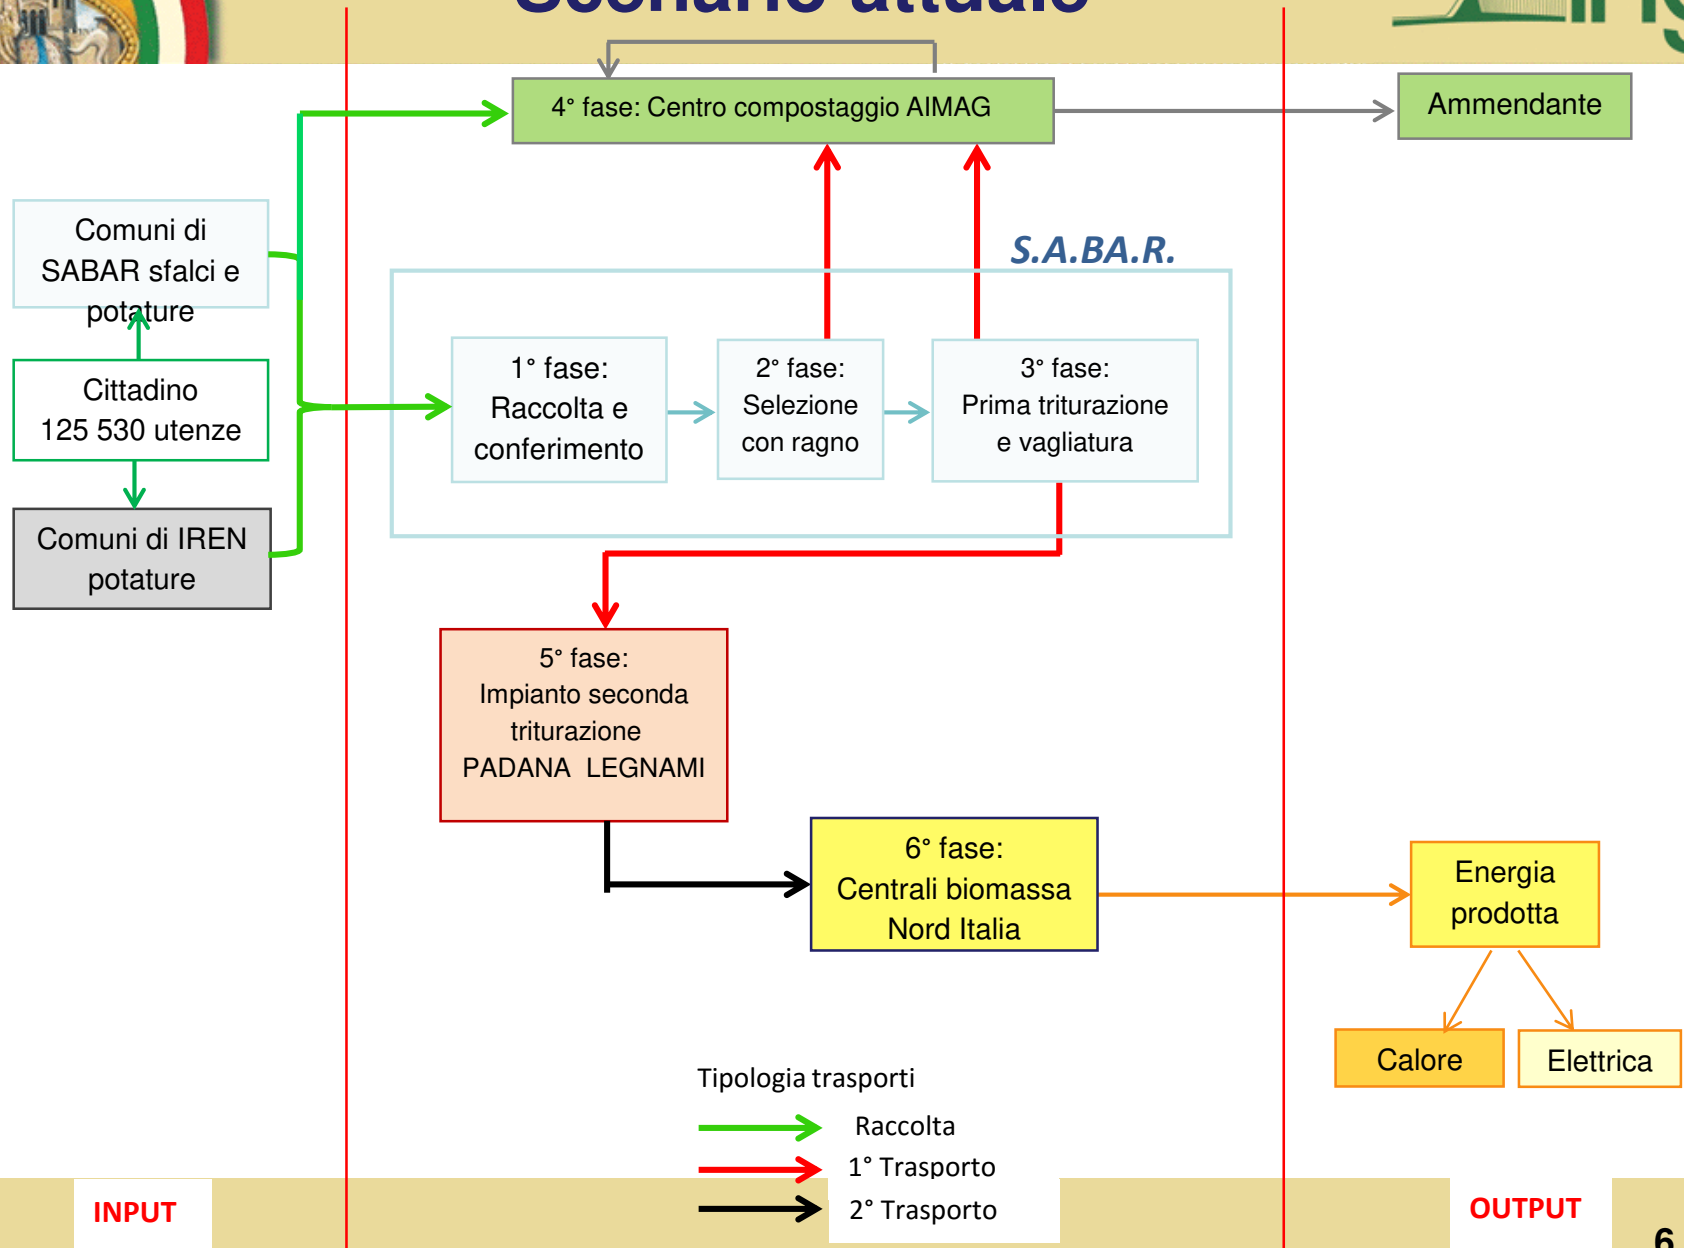 Scenario attuale
4° fase: Centro compostaggio AIMAG
Ammendante
Comuni di
SABAR sfalci e
potature
S.A.BA.R.
Cittadino
125 530 utenze
1° fase:
Raccolta e
conferimento
2° fase:
Selezione
con ragno
3° fase:
Prima triturazione
e vagliatura
Comuni di IREN
potature
5° fase:
Impianto seconda
triturazione
PADANA LEGNAMI
6° fase:
Centrali biomassa
Nord Italia
Energia
prodotta
Calore
Elettrica
Tipologia trasporti
Raccolta
1° Trasporto
2° Trasporto
INPUT
OUTPUT
6